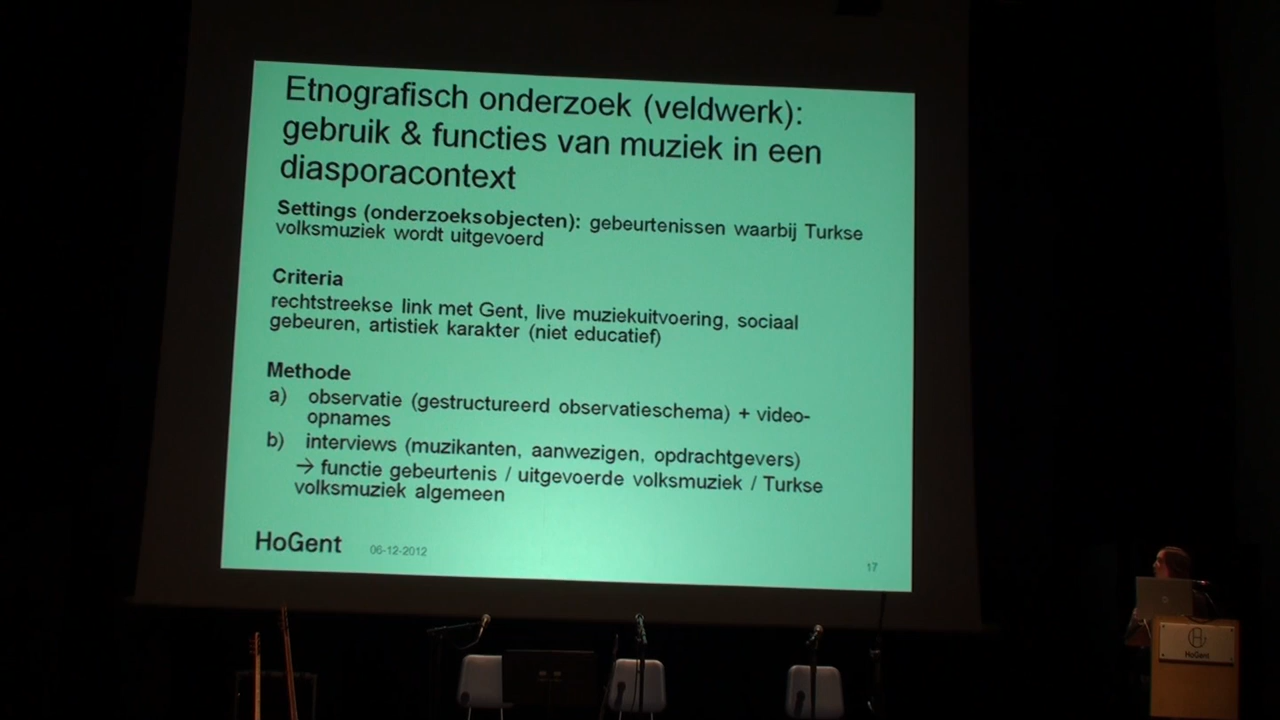 Etnografisch onderzoek (veldwerk):
gebruik & functies van muziek in een
diasporacontext
Settings (onderzoeksobjecten): gebeurtenissen waarbij Turkse
volksmuziek wordt uitgevoerd
Criteria
rechtstreekse link met Gent, live muziekuitvoering, sociaal
gebeuren, artistiek karakter (niet educatief)
Methode
a) observatie (gestructureerd observatieschema) + video-
opnames
b) interviews (muzikanten, aanwezigen, opdrachtgevers)
→ functie gebeurtenis / uitgevoerde volksmuziek / Turkse
volksmuziek algemeen
HoGent 06-12-2012 17
HoGent